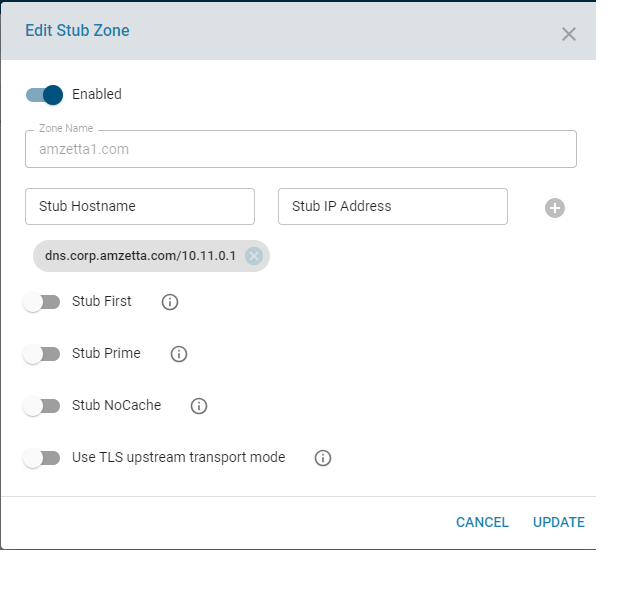 Edit Stub Zone
Enabled
Zone Name
amzetta1.com
Stub Hostname
Stub IP Address
dns.corp.amzetta.com/10.11.0.1
Stub First
Stub Prime
Stub NoCache
Use TLS upstream transport mode
CANCEL
UPDATE